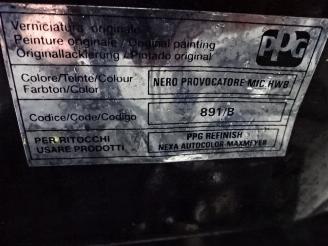 Verniciatura originale
Peinture originale / Original painting
Originallackierung / Pintado original
PPG
Colore/Teinte/Colour
Farbton/Color
NERO PROVOCATORE MIC.HWB
Codice/Code/Codigo
891/B
PER RITOCCHI
USARE PRODOTTI
PPG REFINISH
NEXA AUTOCOLOR-MAXMEYER